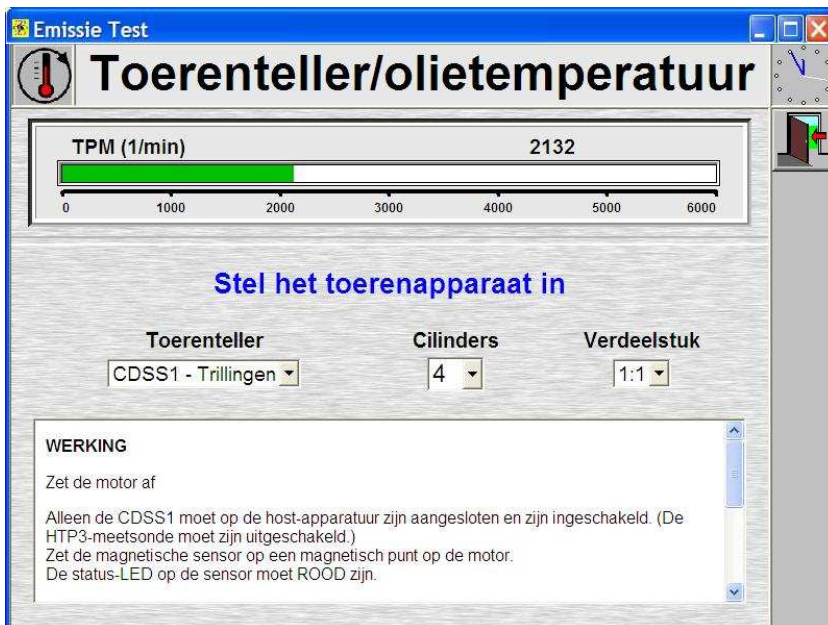 Emissie Test
Toerenteller/olietemperatuur
TPM (1/min) 2132
0 1000 2000 3000 4000 5000 6000
Stel het toerenapparaat in
Toerenteller Cilinders Verdeelstuk
CDSS1 - Trillingen 4 1:1
WERKING
Zet de motor af
Alleen de CDSS1 moet op de host-apparatuur zijn aangesloten en zijn ingeschakeld. (De
HTP3-meetsonde moet zijn uitgeschakeld.)
Zet de magnetische sensor op een magnetisch punt op de motor.
De status-LED op de sensor moet ROOD zijn.